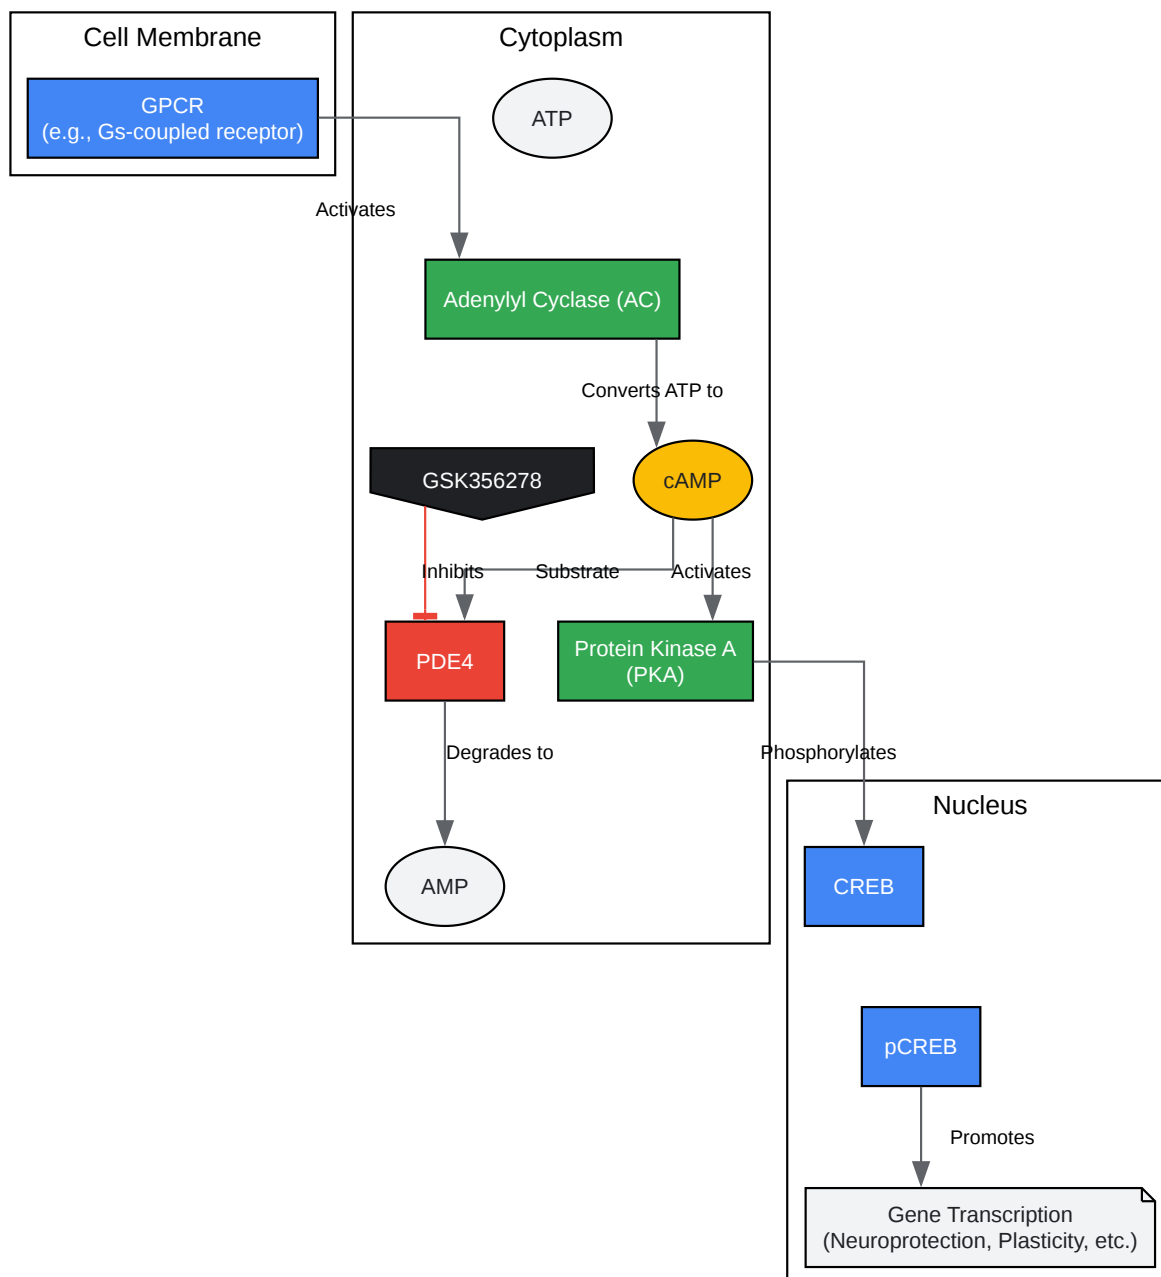 Cell Membrane
Cytoplasm
GPCR
(e.g., Gs-coupled receptor)
ATP
Activates
Adenylyl Cyclase (AC)
Converts ATP to
GSK356278
cAMP
Inhibits
Substrate
Activates
PDE4
Protein Kinase A
(PKA)
Degrades to
Phosphorylates
Nucleus
AMP
CREB
pCREB
Promotes
Gene Transcription
(Neuroprotection, Plasticity, etc.)